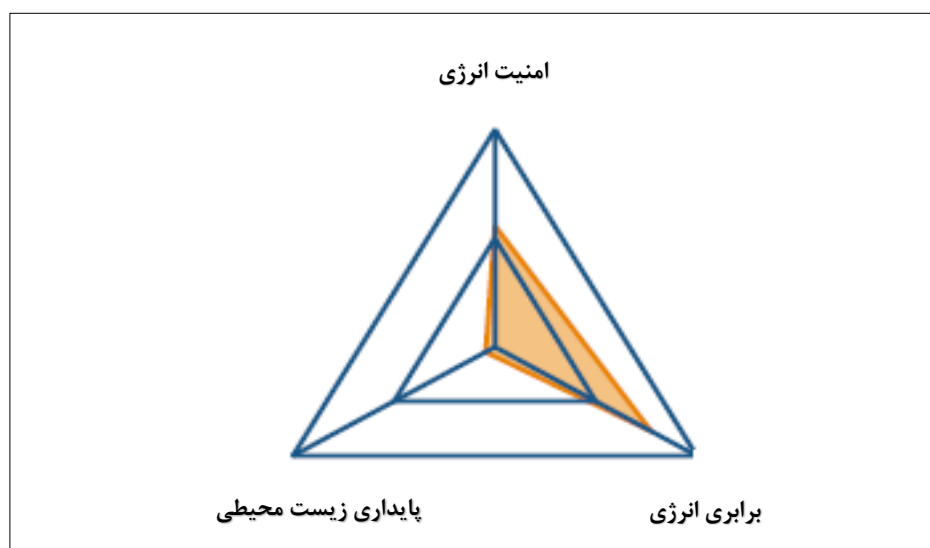 امنیت انرژی
برابری انرژی
پایداری زیست محیطی